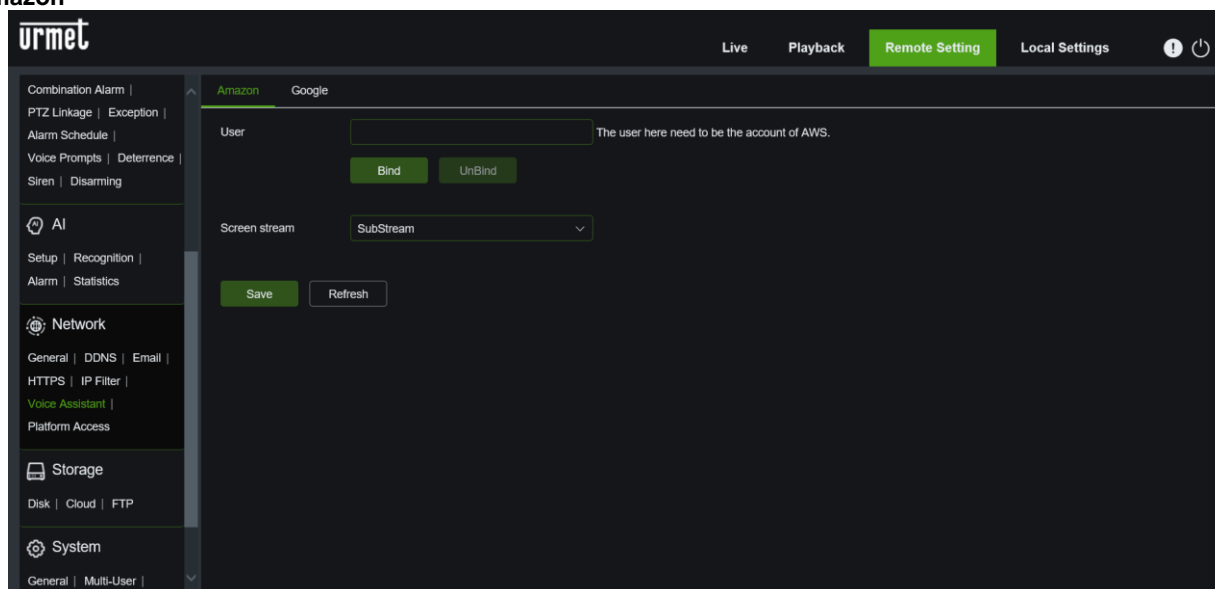 mazon
urmet
Live Playback Remote Setting Local Settings
Combination Alarm |
PTZ Linkage | Exception |
Alarm Schedule |
Voice Prompts | Deterrence |
Siren | Disarming
AI
Setup | Recognition |
Alarm | Statistics
Network
General | DDNS | Email |
HTTPS | IP Filter |
Voice Assistant |
Platform Access
Storage
Disk | Cloud | FTP
System
General | Multi-User |
Amazon Google
User The user here need to be the account of AWS.
Bind UnBind
Screen stream SubStream
Save Refresh